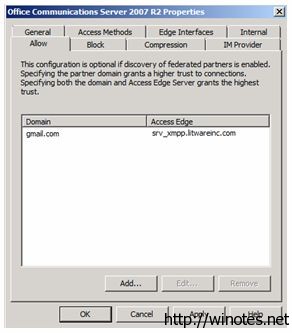 Office Communications Server 2007 R2 Properties
General Access Methods Edge Interfaces Internal
Allow Block Compression IM Provider
This configuration is optional if discovery of federated partners is enabled.
Specifying the partner domain grants a higher trust to connections.
Specifying both the domain and Access Edge Server grants the highest
trust.
Domain Access Edge
gmail.com srv_xmpp.litwareinc.com
Add... Edit... Remove
OK Cancel Apply Help
http://winotes.net